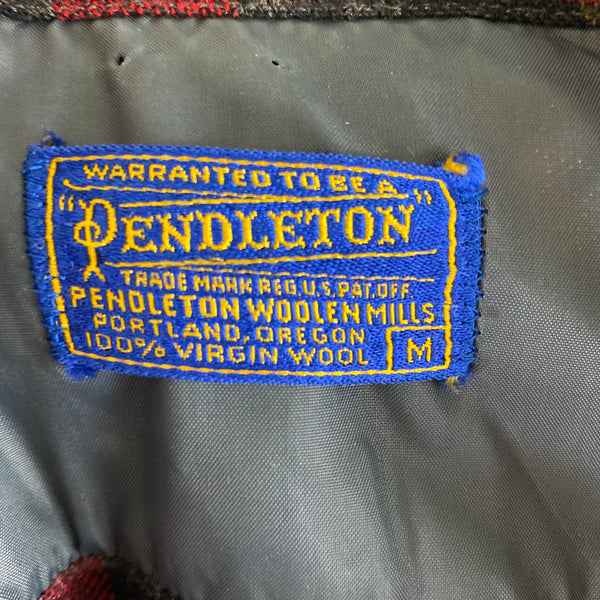 WARRANTED TO BE A
"PENDLETON"
TRADE MARK REG. U.S. PAT. OFF.
PENDLETON WOOLEN MILLS
PORTLAND, OREGON
100% VIRGIN WOOL M